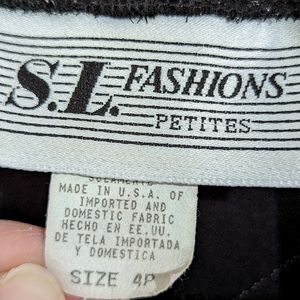 S.L. FASHIONS
PETITES
SOLAMENTE
MADE IN U.S.A. OF
IMPORTED AND
DOMESTIC FABRIC
HECHO EN EE.UU.
DE TELA IMPORTADA
Y DOMESTICA
SIZE 4P